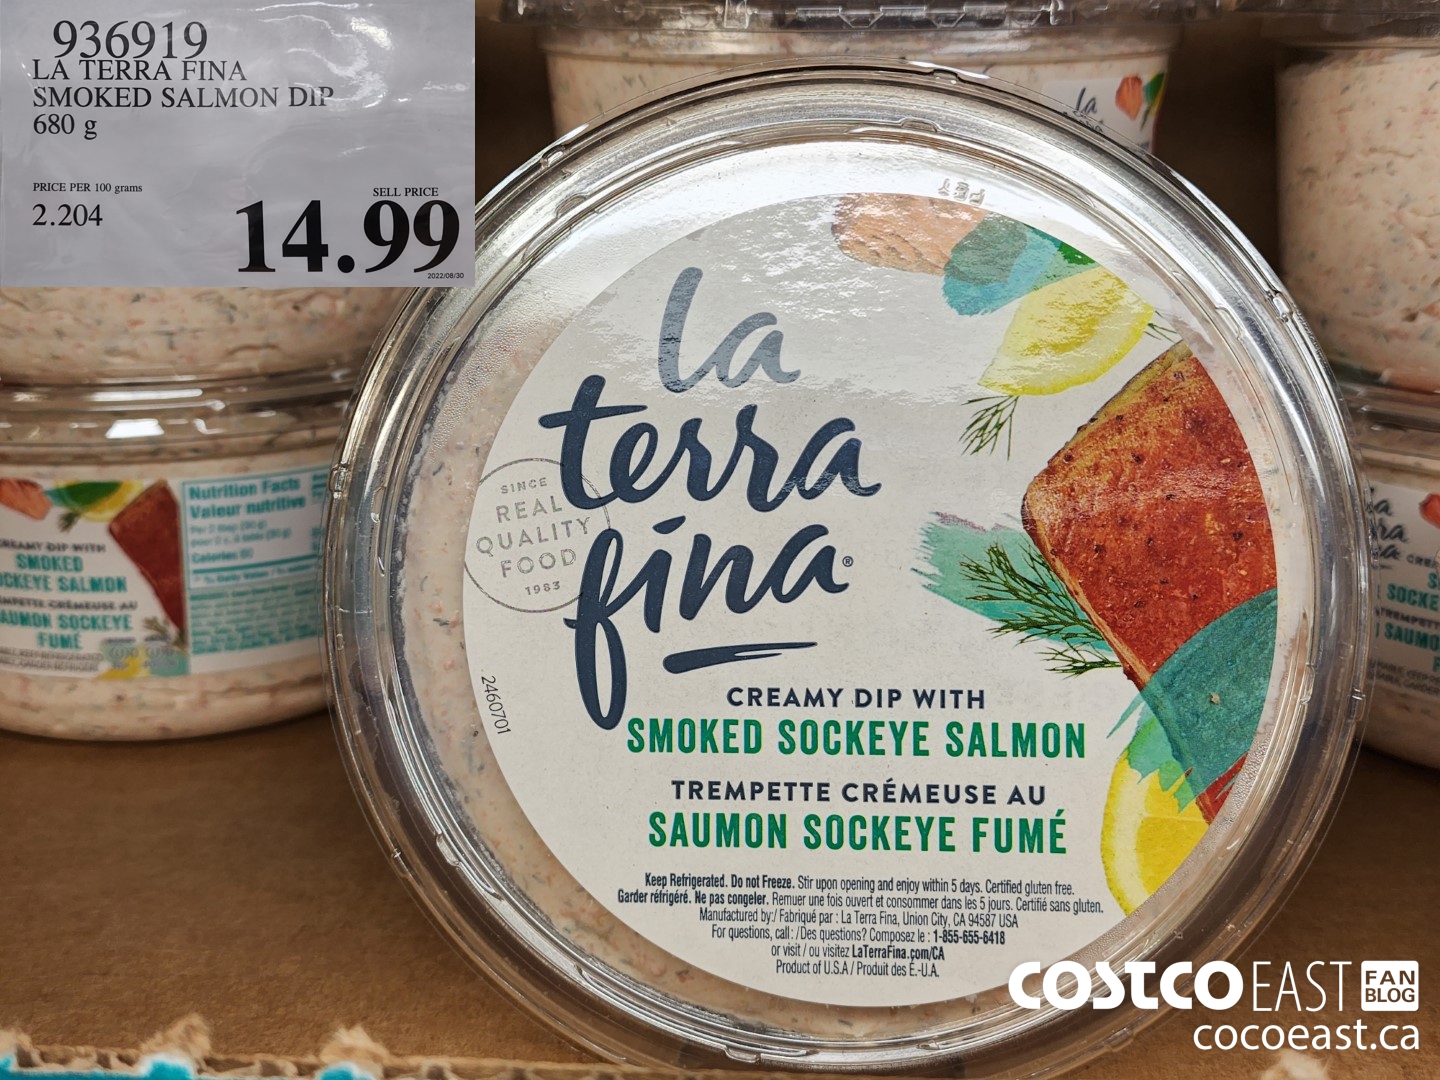 936919
LA TERRA FINA
SMOKED SALMON DIP
680 g
PRICE PER 100 grams
2.204
SELL PRICE
14.99
2022/08/30
la
la
terra
fina®
SINCE
REAL
QUALITY
FOOD
1983
2460701
CREAMY DIP WITH
SMOKED SOCKEYE SALMON
TREMPETTE CRÉMEUSE AU
SAUMON SOCKEYE FUMÉ
Keep Refrigerated. Do not Freeze. Stir upon opening and enjoy within 5 days. Certified gluten free.
Garder réfrigéré. Ne pas congeler. Remuer une fois ouvert et consommer dans les 5 jours. Certifié sans gluten.
Manufactured by:/ Fabriqué par : La Terra Fina, Union City, CA 94587 USA
For questions, call: /Des questions? Composez le : 1-855-655-6418
or visit / ou visitez LaTerraFina.com/CA
Product of U.S.A / Produit des É.-U.A.
Nutrition Facts
Valeur nutritive
CREAMY DIP WITH
SMOKED
SOCKEYE SALMON
TREMPETTE CRÉMEUSE AU
SAUMON SOCKEYE
FUMÉ
COSTCO EAST FAN BLOG
cocoeast.ca